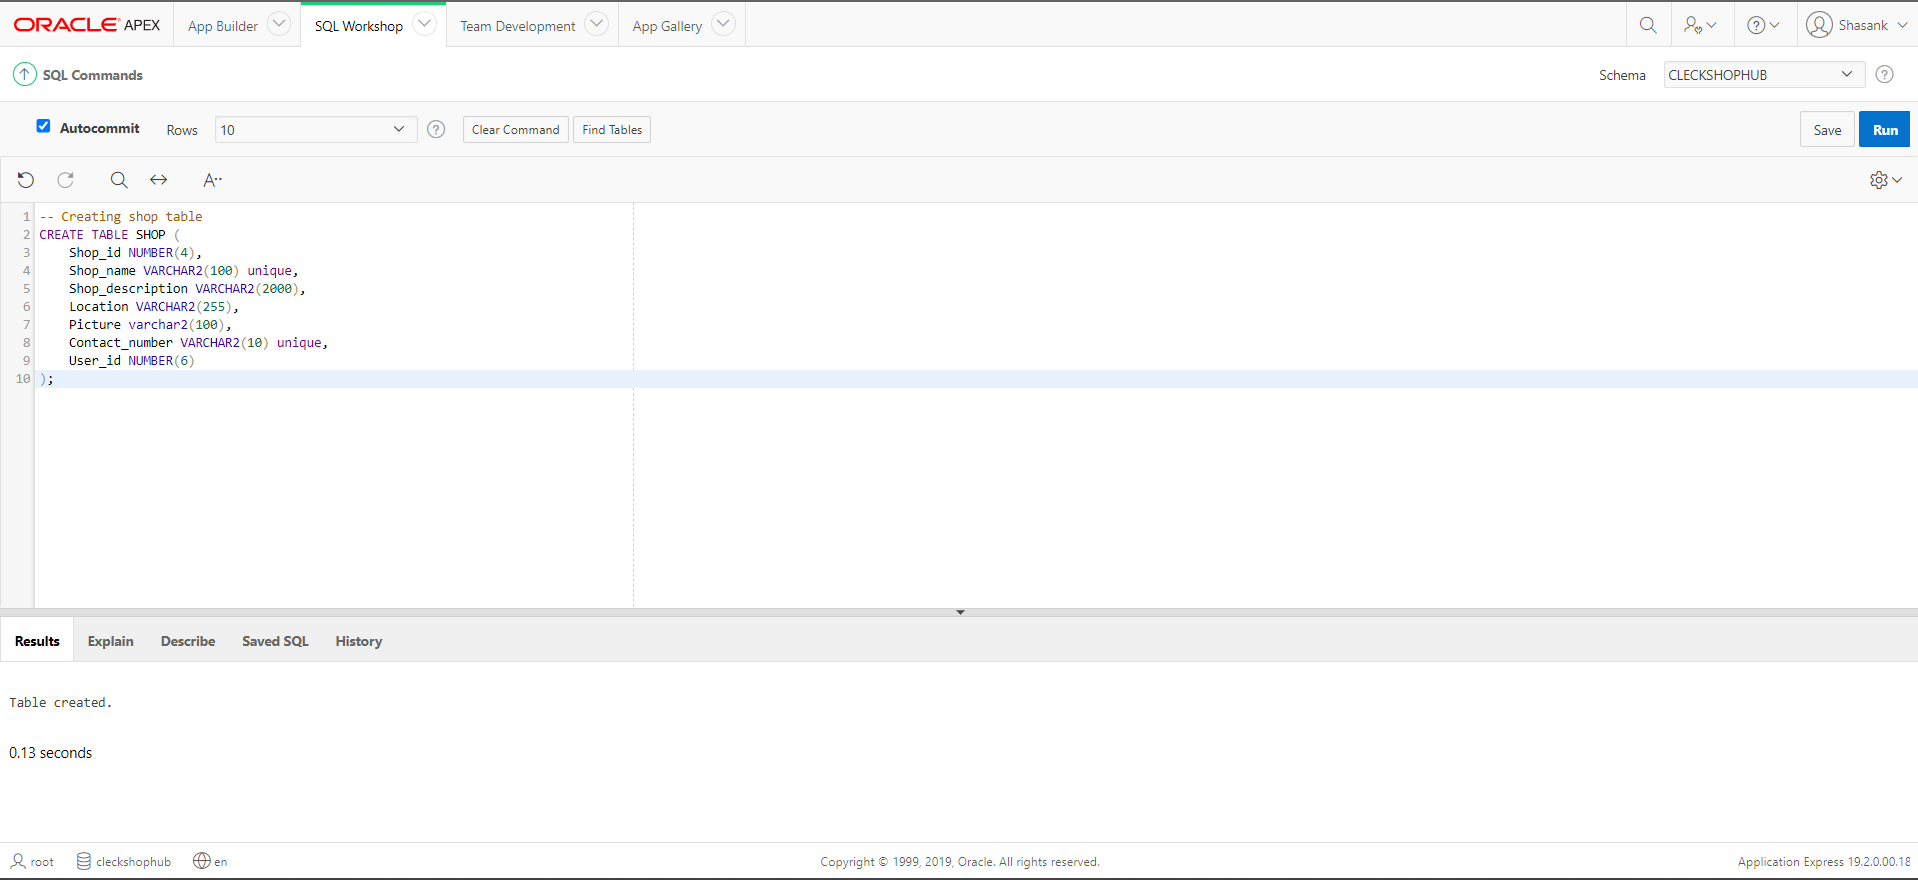 ORACLE APEX App Builder SQL Workshop Team Development App Gallery Shasank
SQL Commands Schema CLECKSHOPHUB
Autocommit Rows 10 Clear Command Find Tables Save Run
A··
1 -- Creating shop table
2 CREATE TABLE SHOP (
3 Shop_id NUMBER(4),
4 Shop_name VARCHAR2(100) unique,
5 Shop_description VARCHAR2(2000),
6 Location VARCHAR2(255),
7 Picture varchar2(100),
8 Contact_number VARCHAR2(10) unique,
9 User_id NUMBER(6)
10 );
Results Explain Describe Saved SQL History
Table created.
0.13 seconds
root cleckshophub en Copyright © 1999, 2019, Oracle. All rights reserved. Application Express 19.2.0.00.18